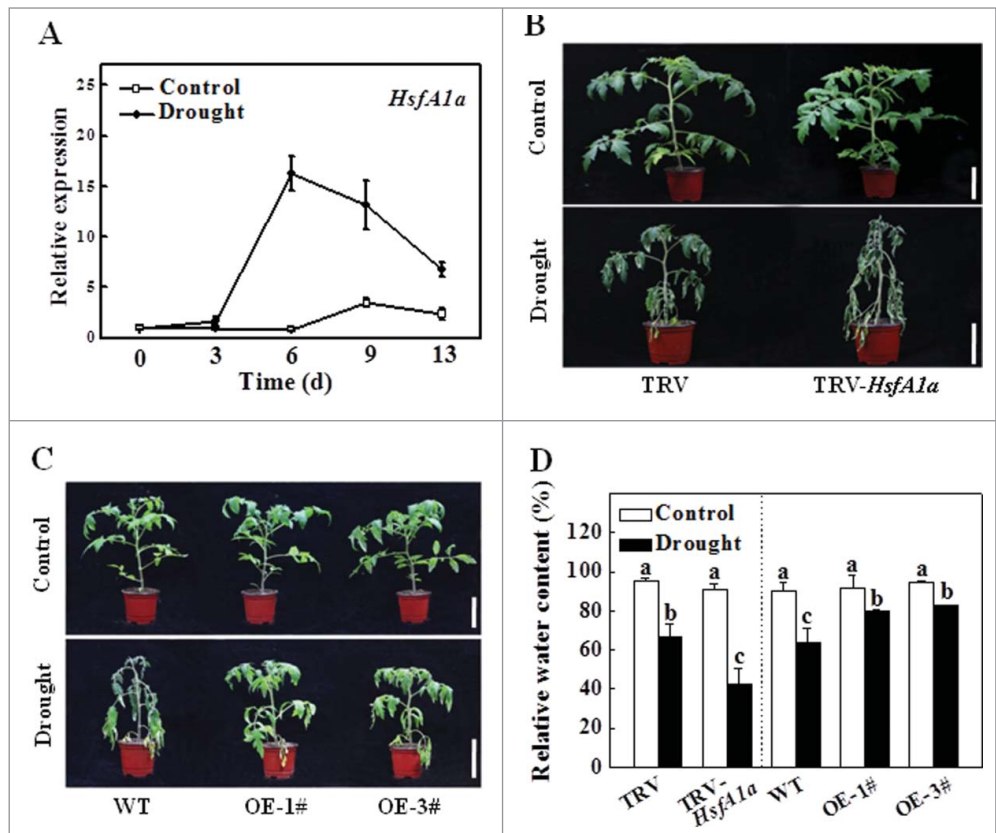 A
Control
Drought
HsfA1a
Relative expression
25
20
15
10
5
0
0 3 6 9 13
Time (d)
B
Control
Drought
TRV TRV-HsfA1a
C
Control
Drought
WT OE-1# OE-3#
D
Relative water content (%)
Control
Drought
120
100
80
60
40
20
0
a b a c a c a b a b
TRV
TRV-
HsfA1a
WT
OE-1#
OE-3#